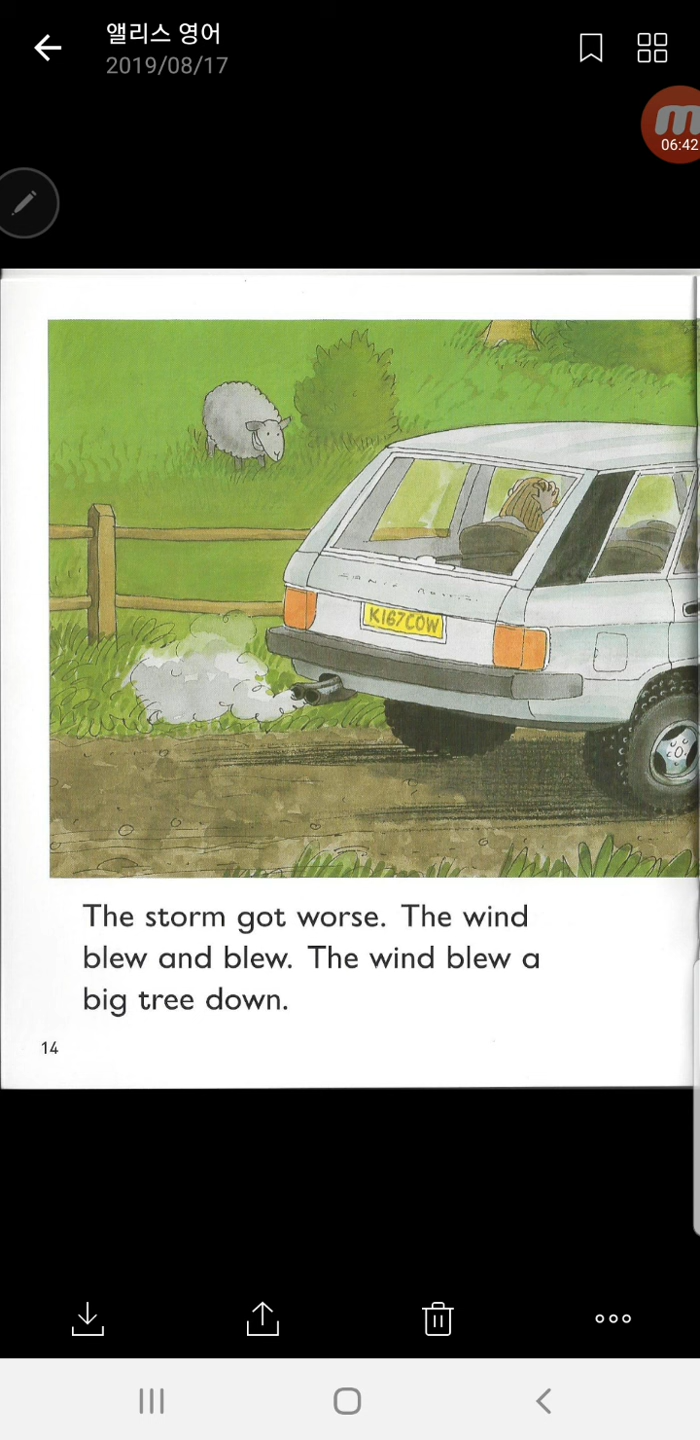 앨리스 영어
2019/08/17
06:42
K167COW
The storm got worse. The wind
blew and blew. The wind blew a
big tree down.
14